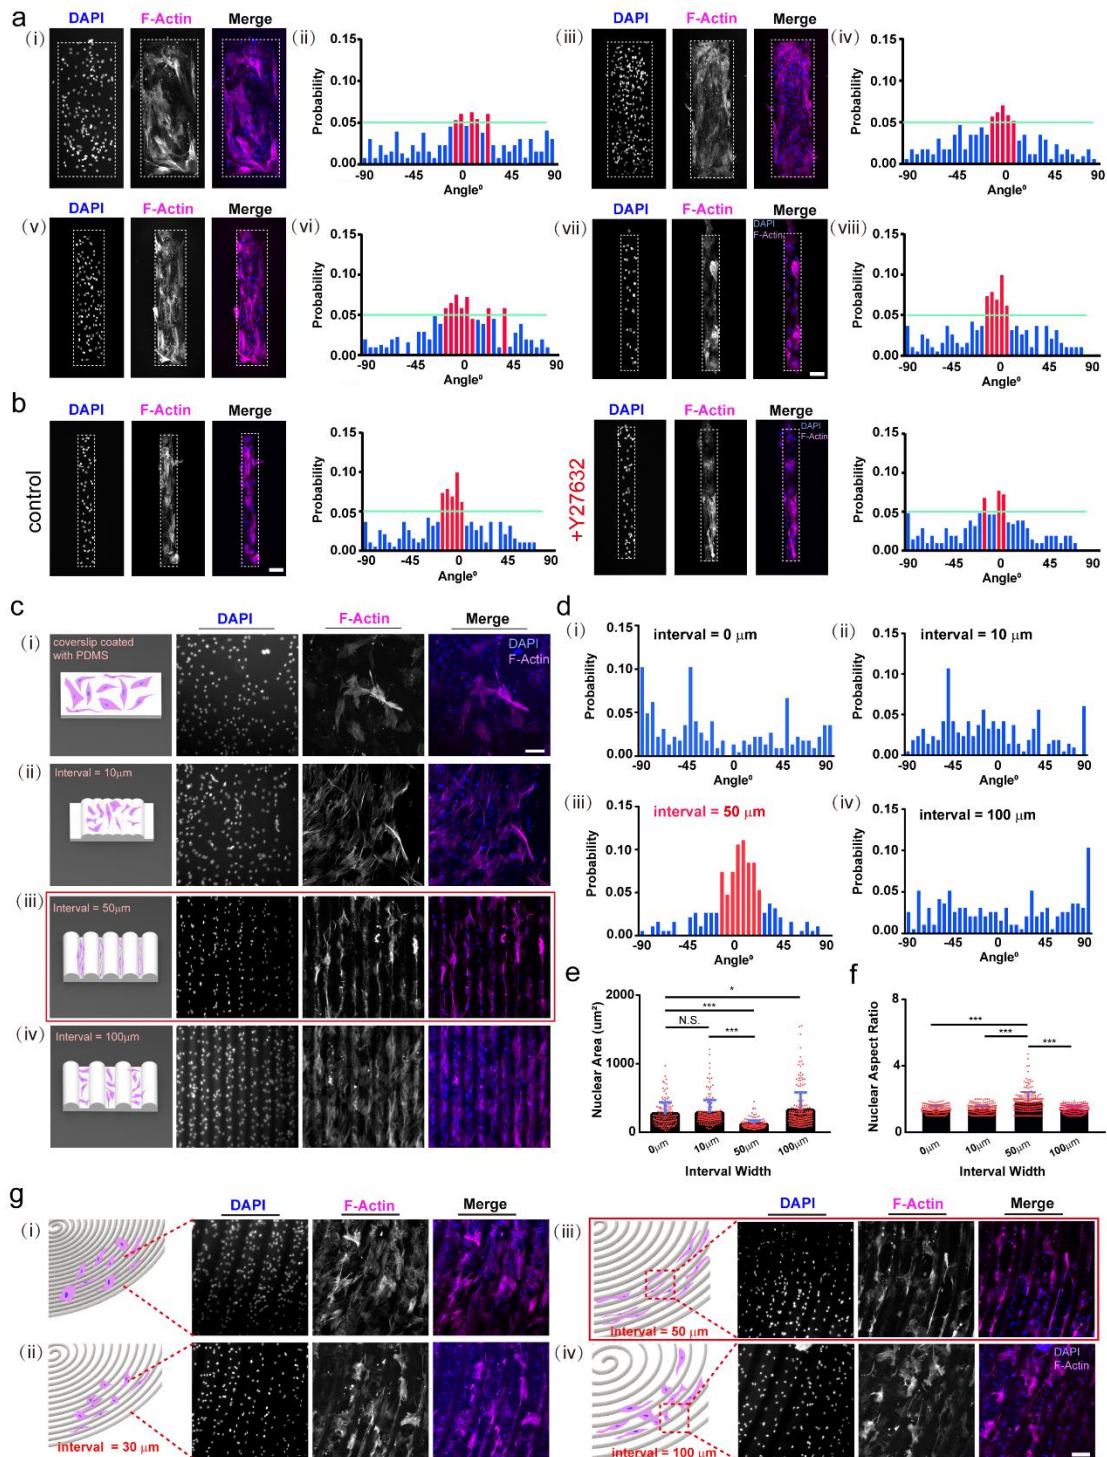 a
DAPI F-Actin Merge
DAPI F-Actin Merge
(i)
(ii)
(iii)
(iv)
Probability
0.15
0.10
0.05
0.00
-90 -45 0 45 90
Angle⁰
Probability
0.15
0.10
0.05
0.00
-90 -45 0 45 90
Angle⁰
DAPI F-Actin Merge
DAPI F-Actin Merge
(v)
(vi)
(vii)
DAPI
F-Actin
(viii)
Probability
0.15
0.10
0.05
0.00
-90 -45 0 45 90
Angle⁰
Probability
0.15
0.10
0.05
0.00
-90 -45 0 45 90
Angle⁰
b
DAPI F-Actin Merge
DAPI F-Actin Merge
control
Probability
0.15
0.10
0.05
0.00
-90 -45 0 45 90
Angle⁰
+Y27632
DAPI
F-Actin
Probability
0.15
0.10
0.05
0.00
-90 -45 0 45 90
Angle⁰
c
DAPI F-Actin Merge
(i)
coverslip coated
with PDMS
DAPI
F-Actin
(ii)
Interval = 10μm
(iii)
Interval = 50μm
(iv)
Interval = 100μm
d
(i)
interval = 0 μm
Probability
0.15
0.10
0.05
0.00
-90 -45 0 45 90
Angle⁰
(ii)
interval = 10 μm
Probability
0.15
0.10
0.05
0.00
-90 -45 0 45 90
Angle⁰
(iii)
interval = 50 μm
Probability
0.15
0.10
0.05
0.00
-90 -45 0 45 90
Angle⁰
(iv)
interval = 100 μm
Probability
0.15
0.10
0.05
0.00
-90 -45 0 45 90
Angle⁰
e
Nuclear Area (um²)
2000
1000
0
*
***
N.S.
***
0μm 10μm 50μm 100μm
Interval Width
f
Nuclear Aspect Ratio
8
4
2
0
***
***
***
0μm 10μm 50μm 100μm
Interval Width
g
DAPI F-Actin Merge
DAPI F-Actin Merge
(i)
(ii)
interval = 30 μm
(iii)
interval = 50 μm
(iv)
interval = 100 μm
DAPI
F-Actin